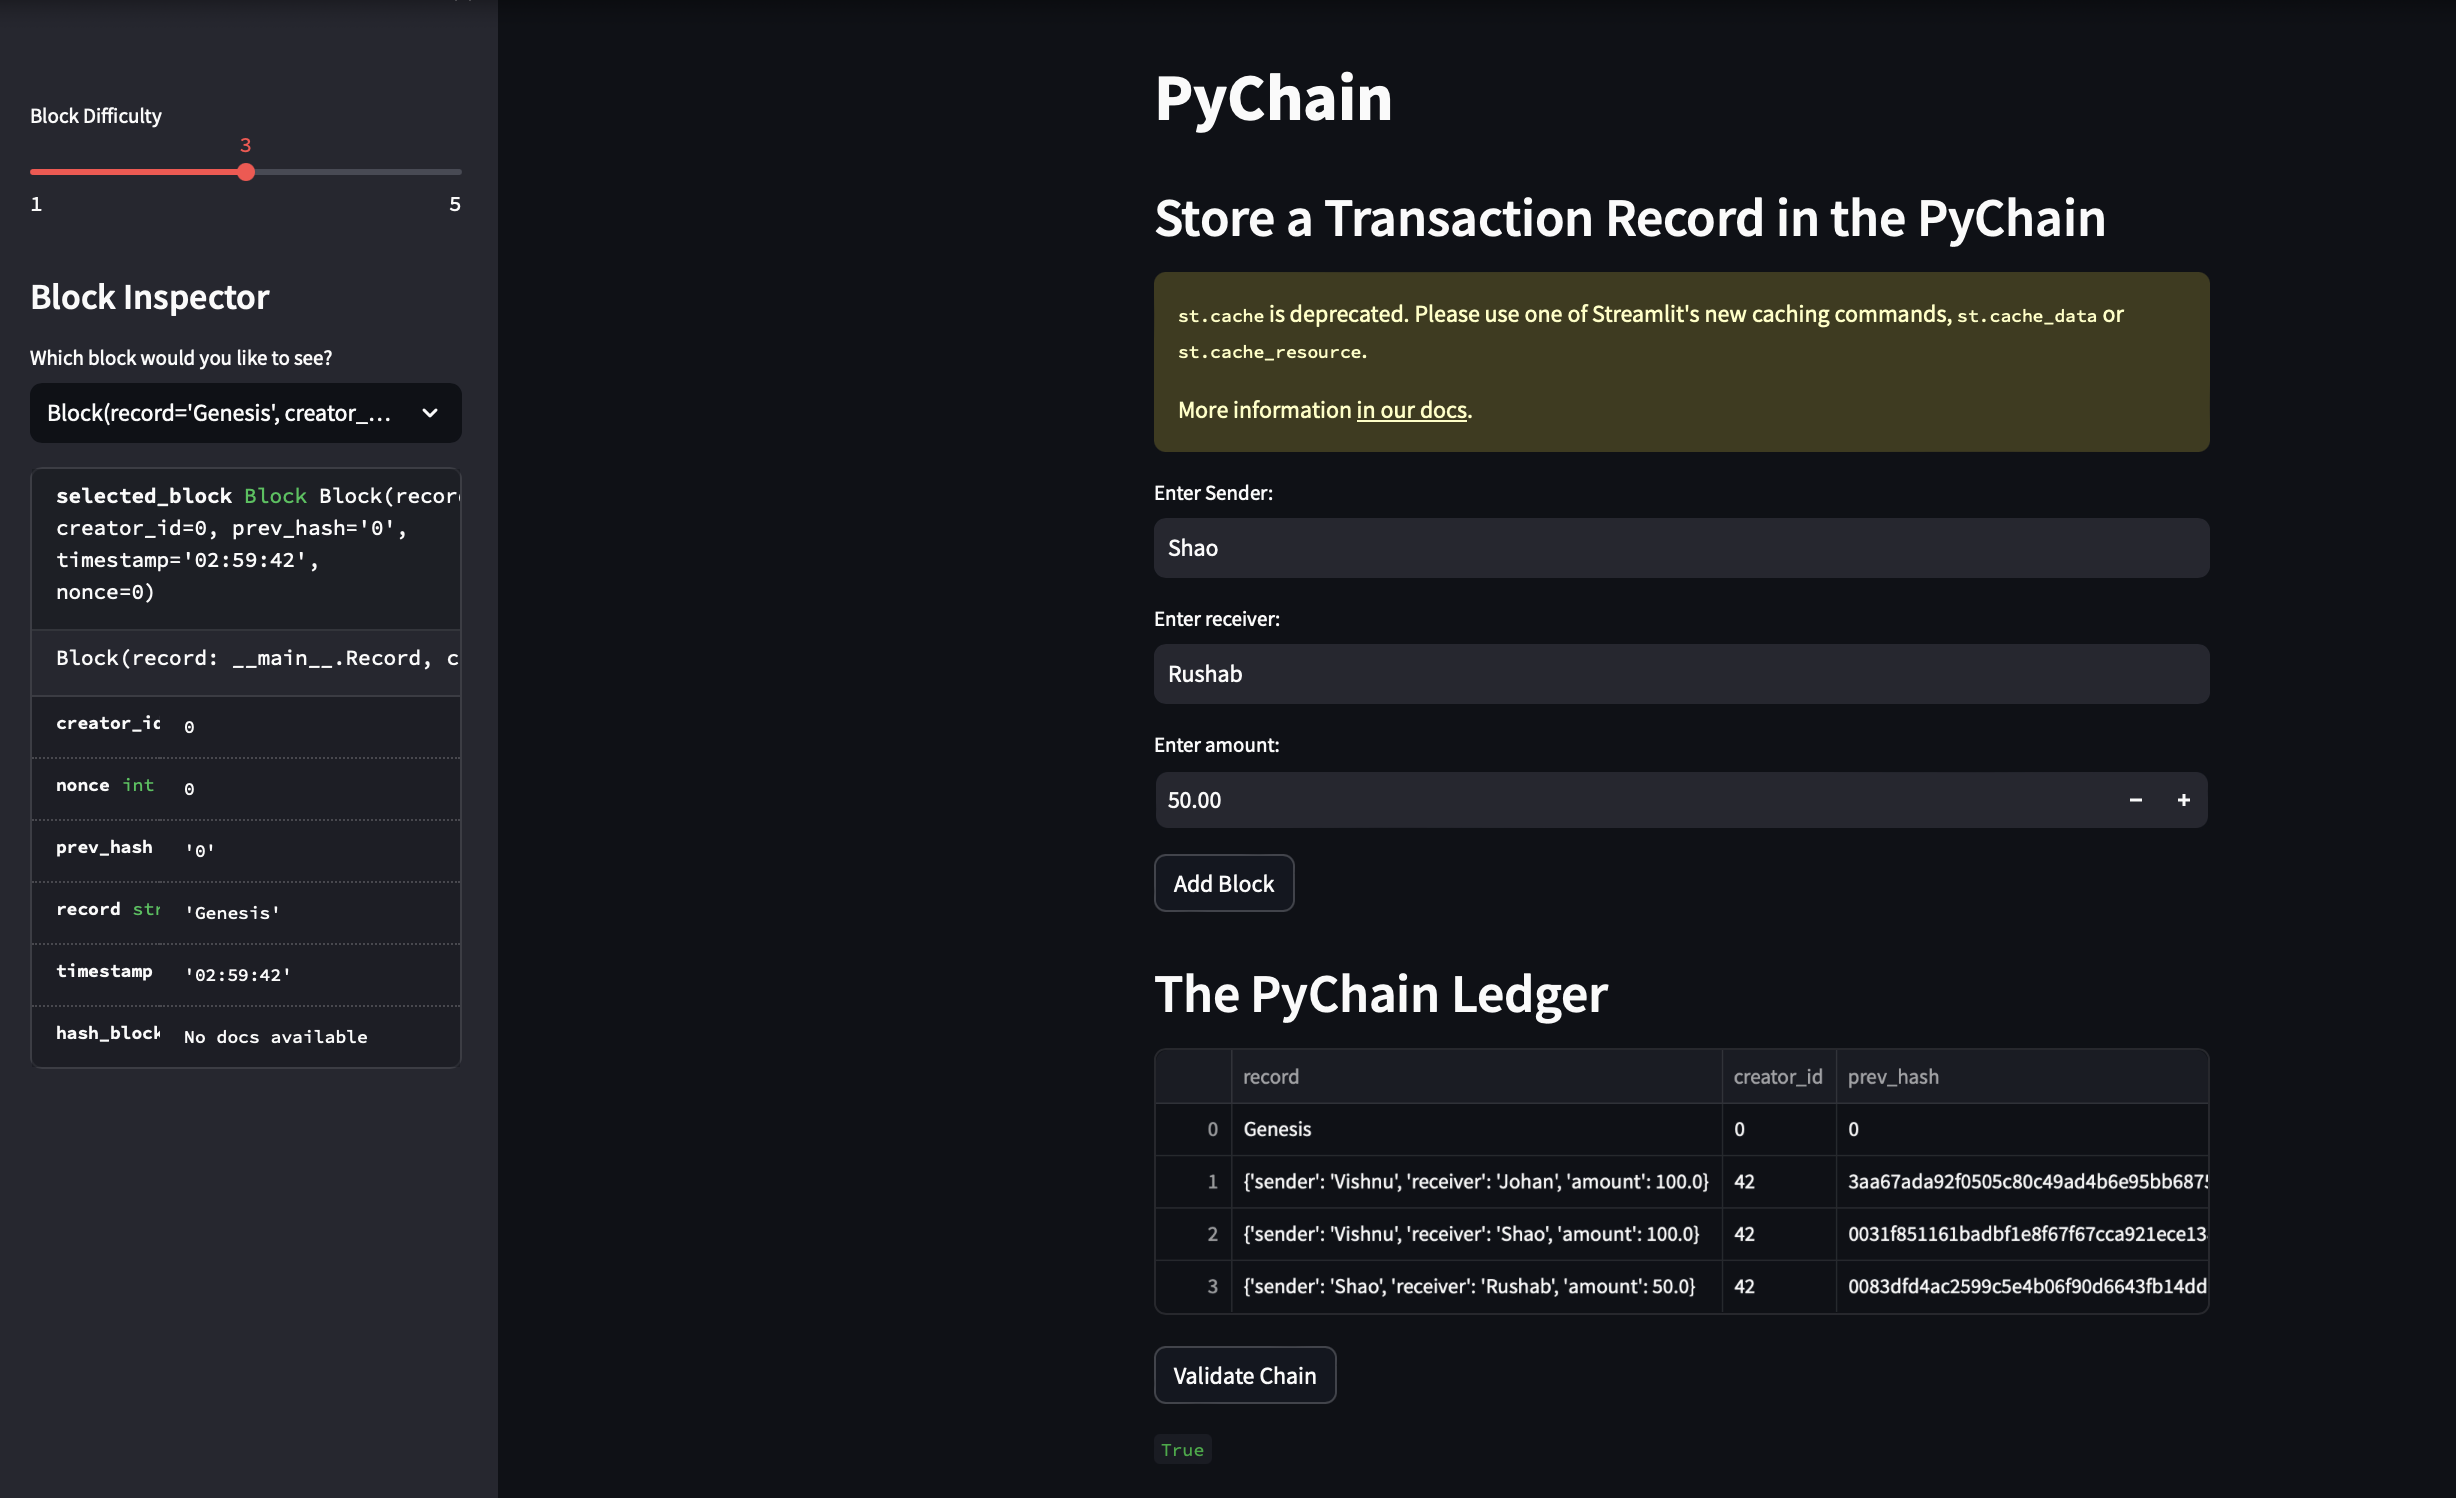 Block Difficulty
3
1 5
Block Inspector
Which block would you like to see?
Block(record='Genesis', creator_...
selected_block Block Block(recor
creator_id=0, prev_hash='0',
timestamp='02:59:42',
nonce=0)
Block(record: __main__.Record, c
creator_id 0
nonce int 0
prev_hash '0'
record str 'Genesis'
timestamp '02:59:42'
hash_block No docs available
PyChain
Store a Transaction Record in the PyChain
st.cache is deprecated. Please use one of Streamlit's new caching commands, st.cache_data or
st.cache_resource.
More information in our docs.
Enter Sender:
Shao
Enter receiver:
Rushab
Enter amount:
50.00 − +
Add Block
The PyChain Ledger
record creator_id prev_hash
0 Genesis 0 0
1 {'sender': 'Vishnu', 'receiver': 'Johan', 'amount': 100.0} 42 3aa67ada92f0505c80c49ad4b6e95bb6875
2 {'sender': 'Vishnu', 'receiver': 'Shao', 'amount': 100.0} 42 0031f851161badbf1e8f67f67cca921ece13
3 {'sender': 'Shao', 'receiver': 'Rushab', 'amount': 50.0} 42 0083dfd4ac2599c5e4b06f90d6643fb14dd
Validate Chain
True